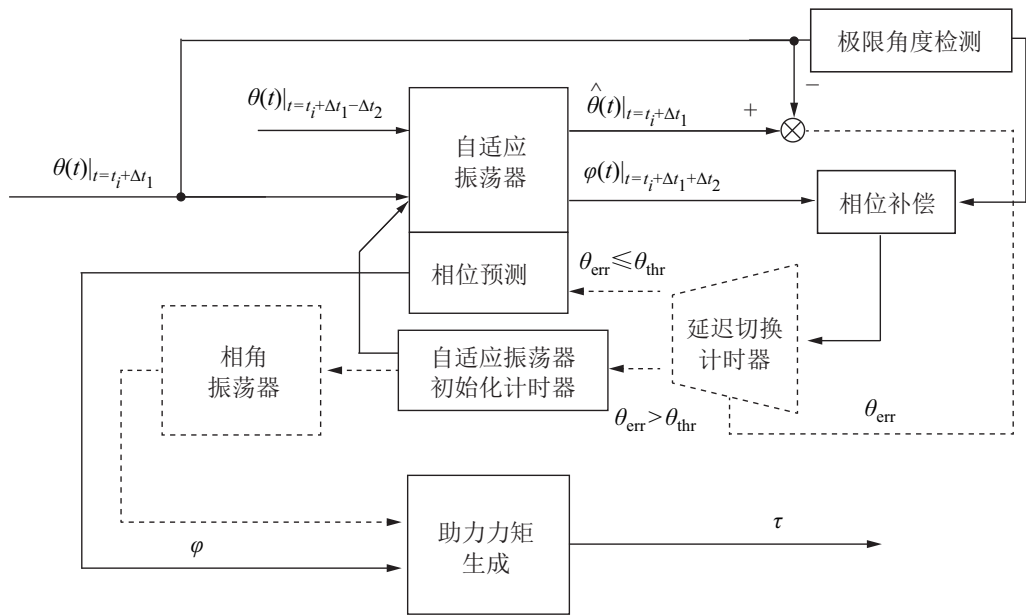 极限角度检测
θ(t)|t=ti+Δt1−Δt2
θ̂(t)|t=ti+Δt1
+
−
自适应
振荡器
θ(t)|t=ti+Δt1
φ(t)|t=ti+Δt1+Δt2
相位补偿
相位预测
θerr≤θthr
延迟切换
计时器
相角
振荡器
自适应振荡器
初始化计时器
θerr>θthr
θerr
助力力矩
生成
φ
τ